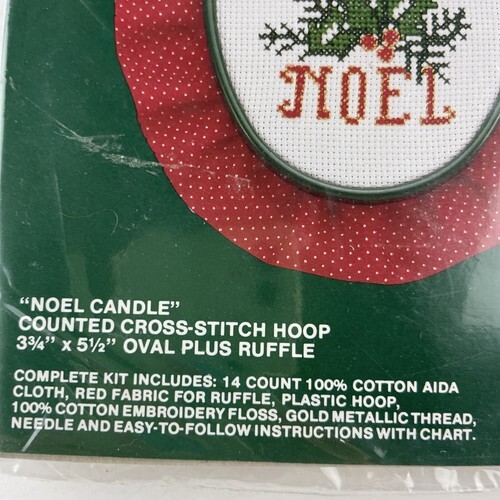 NOEL
"NOEL CANDLE"
COUNTED CROSS-STITCH HOOP
3¾" x 5½" OVAL PLUS RUFFLE
COMPLETE KIT INCLUDES: 14 COUNT 100% COTTON AIDA
CLOTH, RED FABRIC FOR RUFFLE, PLASTIC HOOP,
100% COTTON EMBROIDERY FLOSS, GOLD METALLIC THREAD,
NEEDLE AND EASY-TO-FOLLOW INSTRUCTIONS WITH CHART.